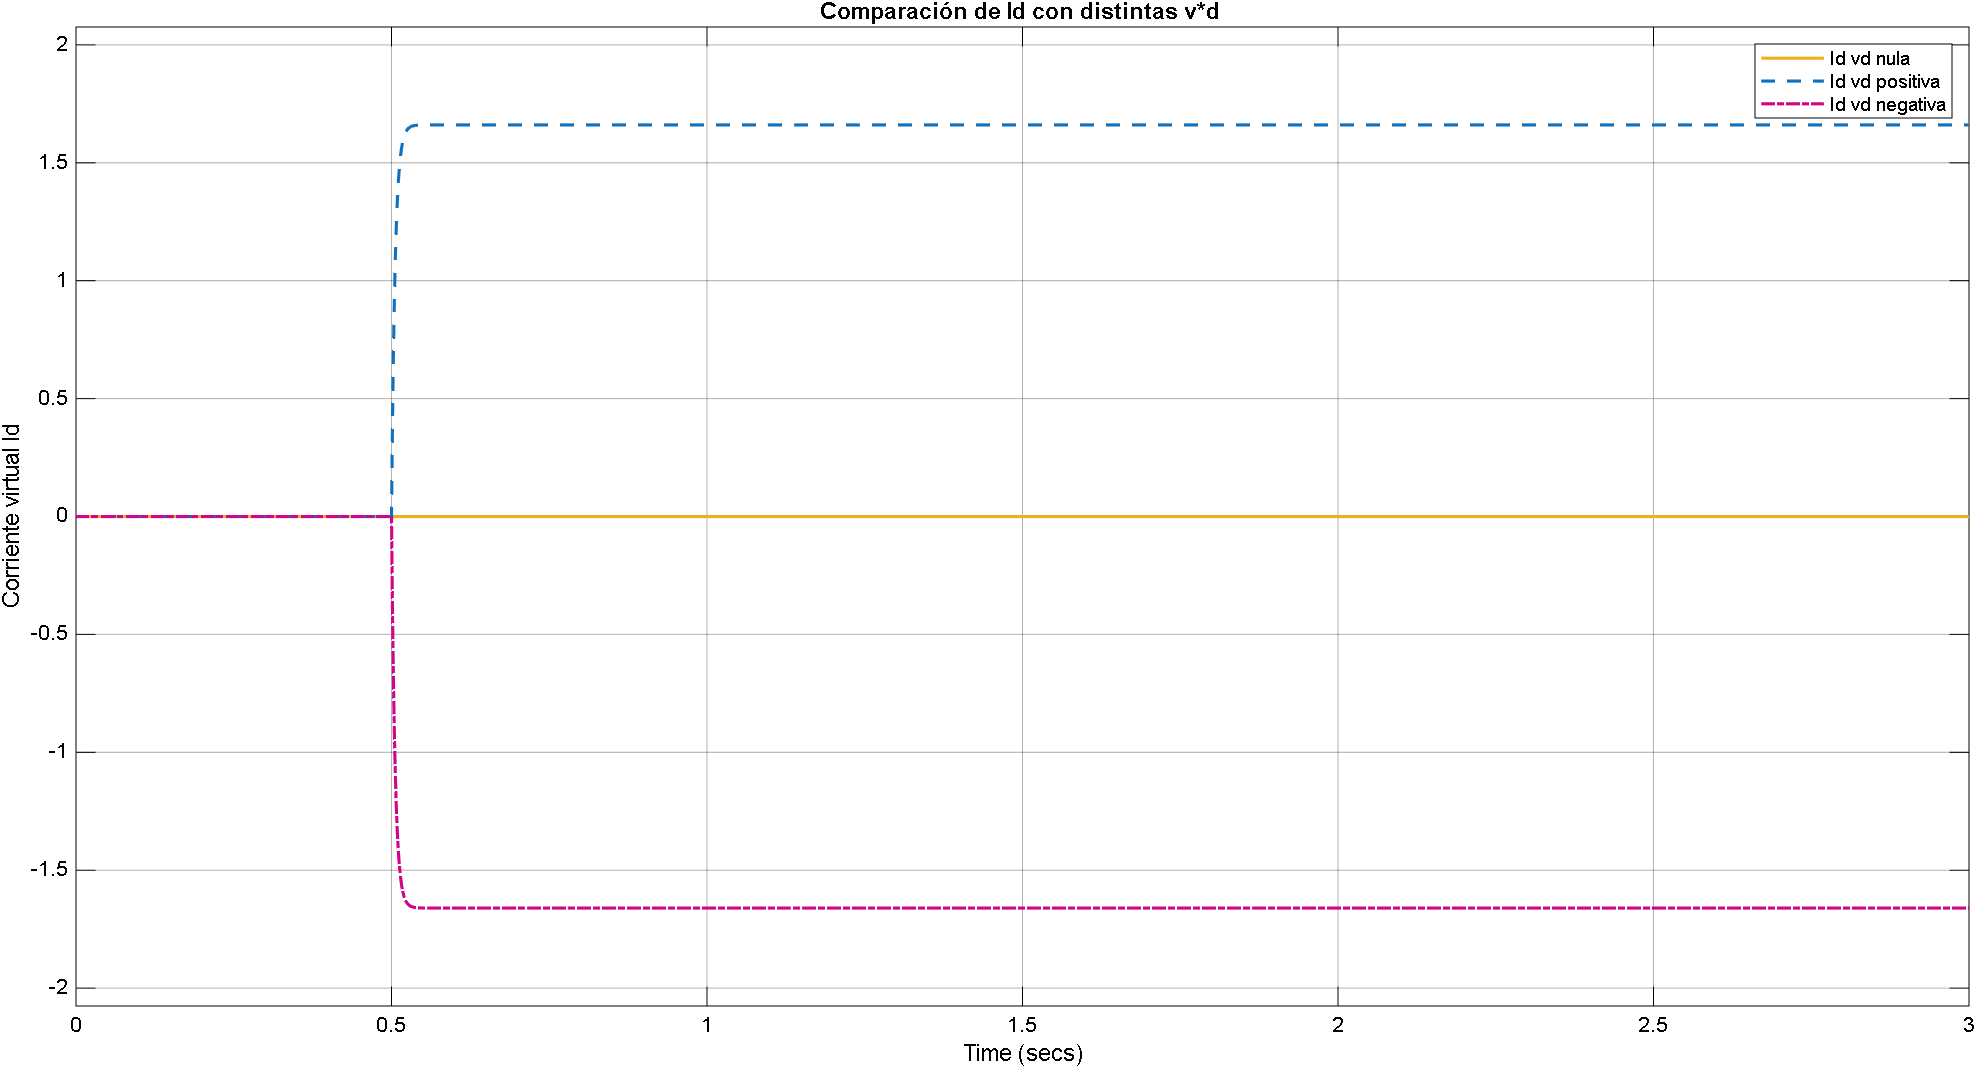 Comparación de Id con distintas v*d
Id vd nula
Id vd positiva
Id vd negativa
Corriente virtual Id
2
1.5
1
0.5
0
-0.5
-1
-1.5
-2
0 0.5 1 1.5 2 2.5 3
Time (secs)